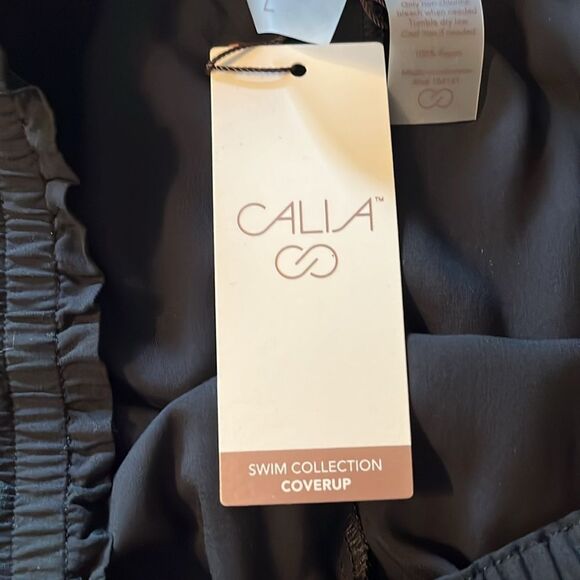 L
Only non-chlorine
bleach when needed
Tumble dry low
Cool iron if needed
100% Rayon
CALIA™
SWIM COLLECTION
COVERUP